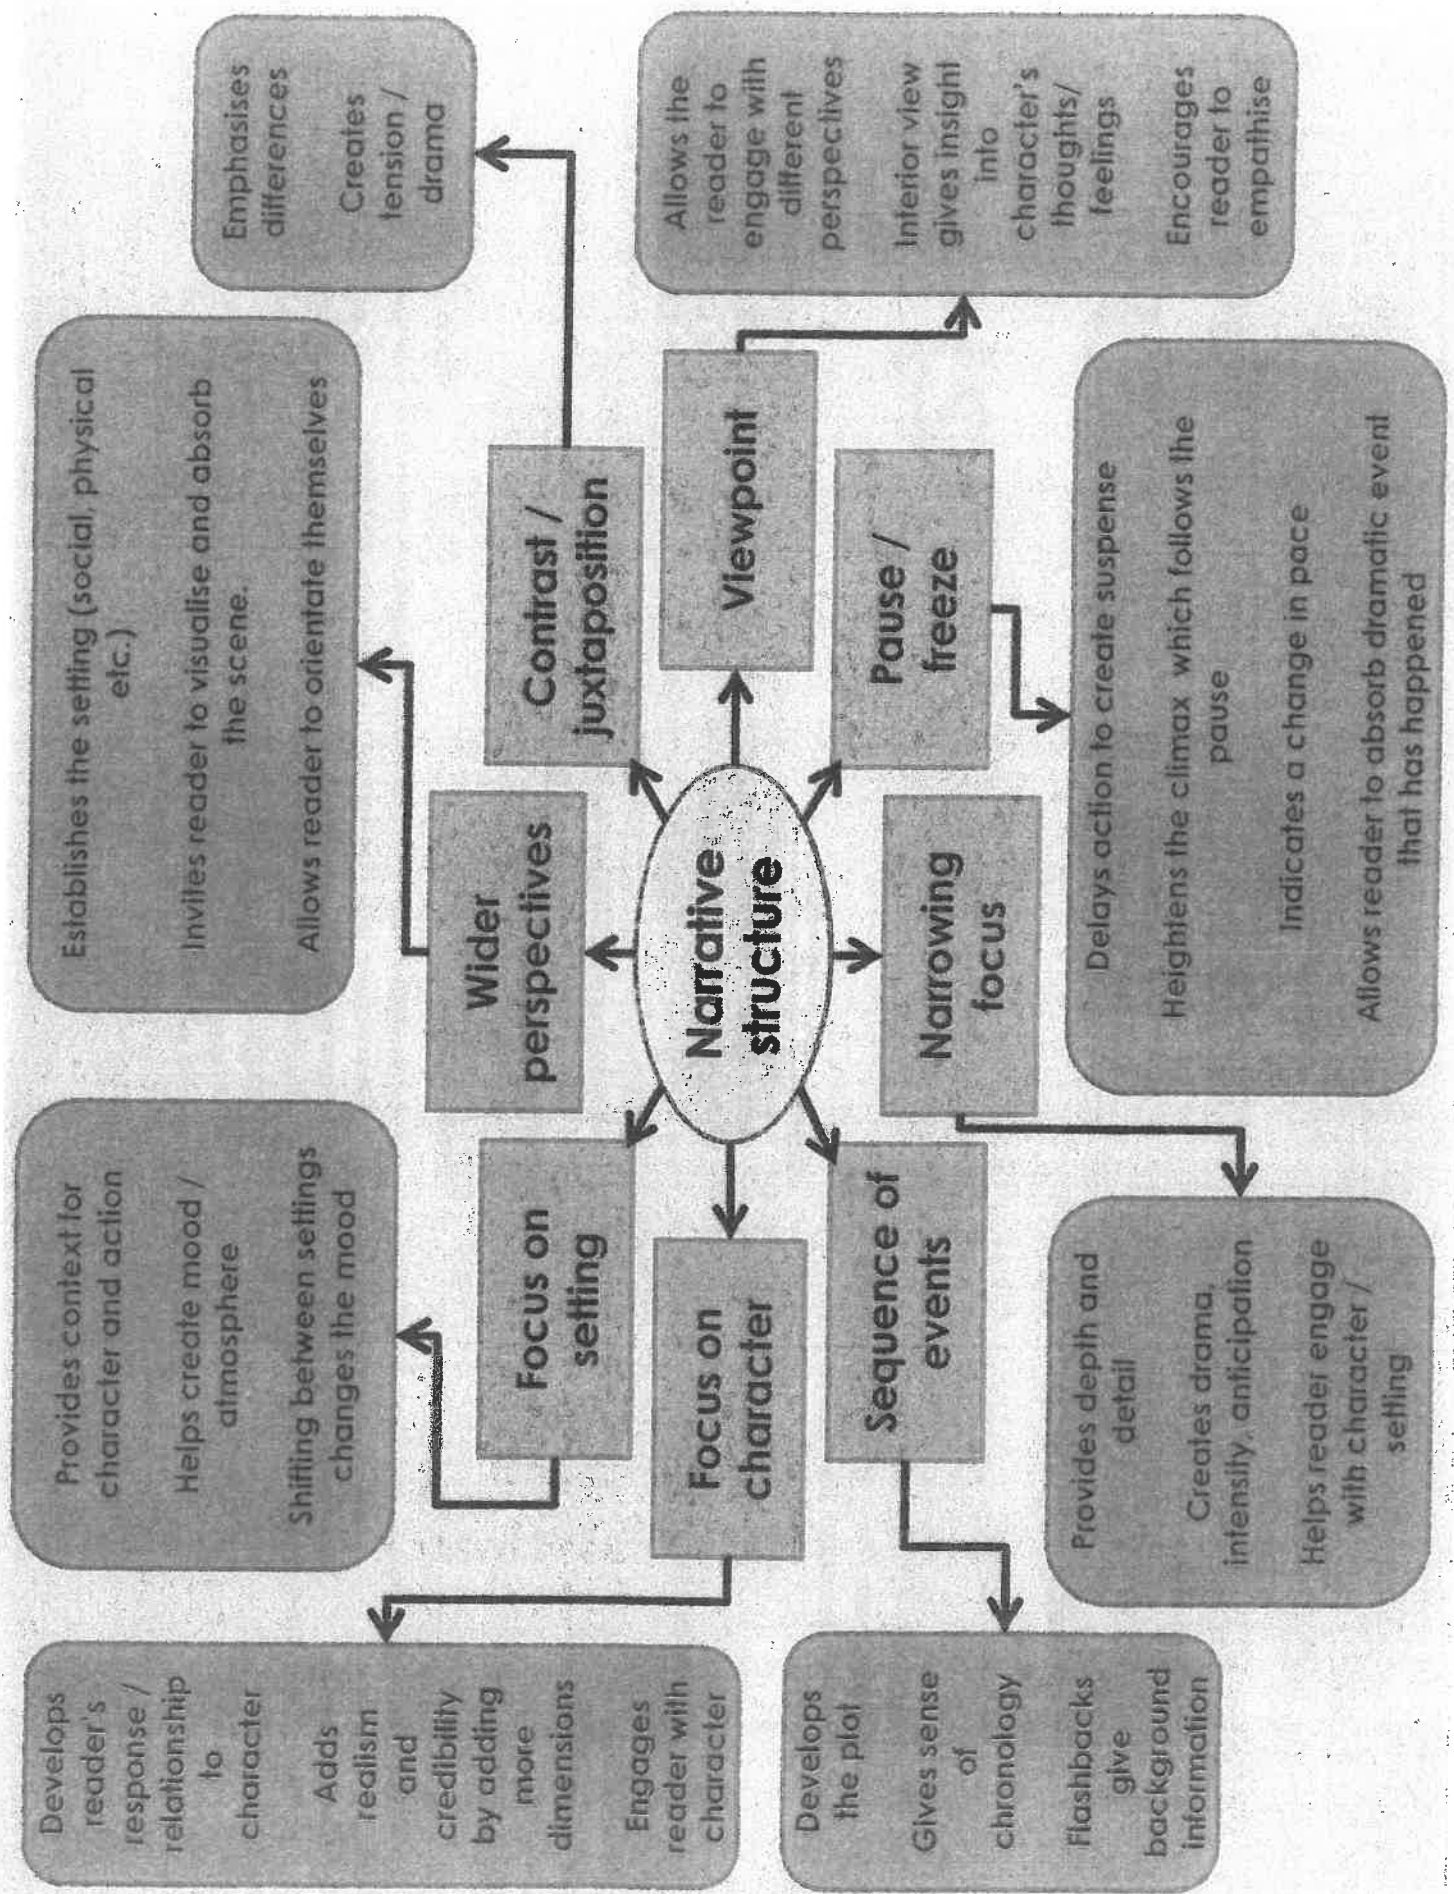 Develops
reader's
response /
relationship
to
character
Adds
realism
and
credibility
by adding
more
dimensions
Engages
reader with
character
Provides context for
character and action
Helps create mood /
atmosphere
Shifting between settings
changes the mood
Establishes the setting (social, physical
etc.)
Invites reader to visualise and absorb
the scene.
Allows reader to orientate themselves
Emphasises
differences
Creates
tension /
drama
Focus on
setting
Wider
perspectives
Contrast /
juxtaposition
Focus on
character
Narrative
structure
Viewpoint
Allows the
reader to
engage with
different
perspectives
Interior view
gives insight
into
character's
thoughts/
feelings
Encourages
reader to
empathise
Sequence of
events
Narrowing
focus
Pause /
freeze
Develops
the plot
Gives sense
of
chronology
Flashbacks
give
background
information
Provides depth and
detail
Creates drama,
intensity, anticipation
Helps reader engage
with character /
setting
Delays action to create suspense
Heightens the climax which follows the
pause
Indicates a change in pace
Allows reader to absorb dramatic event
that has happened